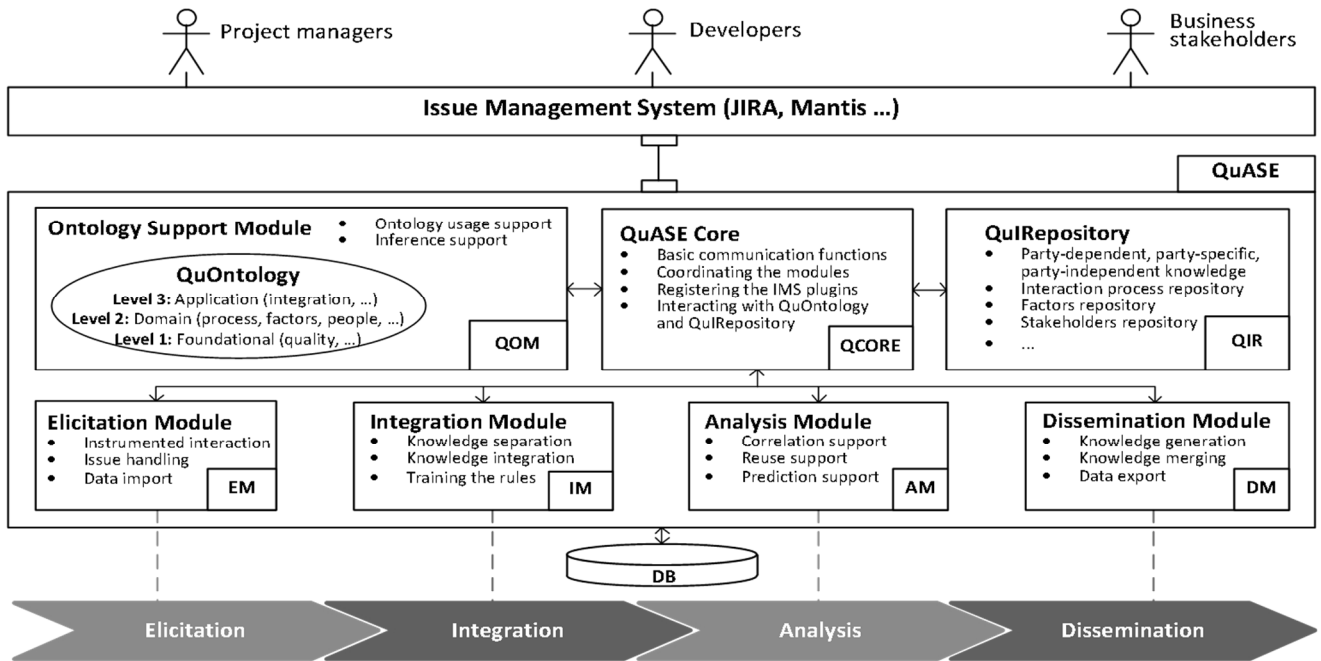 Project managers
Developers
Business
stakeholders
Issue Management System (JIRA, Mantis ...)
QuASE
Ontology Support Module
• Ontology usage support
• Inference support
QuOntology
Level 3: Application (integration, ...)
Level 2: Domain (process, factors, people, ...)
Level 1: Foundational (quality, ...)
QOM
QuASE Core
• Basic communication functions
• Coordinating the modules
• Registering the IMS plugins
• Interacting with QuOntology
and QuIRepository
QCORE
QuIRepository
• Party-dependent, party-specific,
party-independent knowledge
• Interaction process repository
• Factors repository
• Stakeholders repository
• ...
QIR
Elicitation Module
• Instrumented interaction
• Issue handling
• Data import
EM
Integration Module
• Knowledge separation
• Knowledge integration
• Training the rules
IM
Analysis Module
• Correlation support
• Reuse support
• Prediction support
AM
Dissemination Module
• Knowledge generation
• Knowledge merging
• Data export
DM
DB
Elicitation
Integration
Analysis
Dissemination